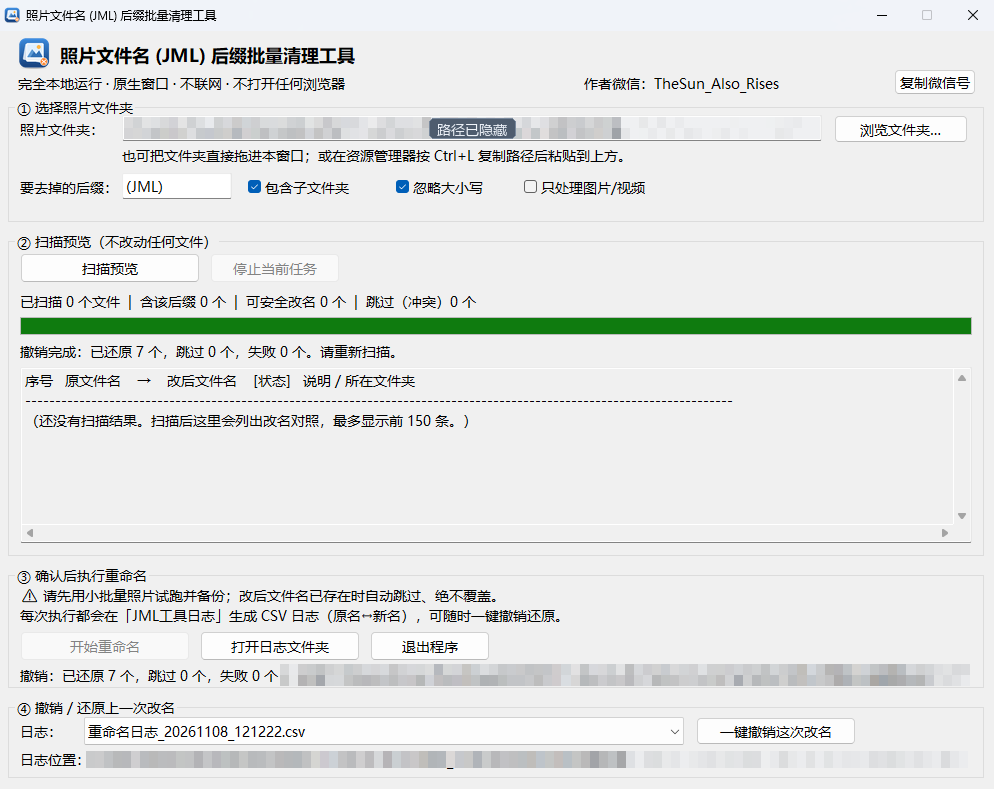 照片文件名 (JML) 后缀批量清理工具
照片文件名 (JML) 后缀批量清理工具
完全本地运行 · 原生窗口 · 不联网 · 不打开任何浏览器 作者微信：TheSun_Also_Rises 复制微信号
① 选择照片文件夹
照片文件夹： 路径已隐藏 浏览文件夹...
也可把文件夹直接拖进本窗口；或在资源管理器按 Ctrl+L 复制路径后粘贴到上方。
要去掉的后缀： (JML) 包含子文件夹 忽略大小写 只处理图片/视频
② 扫描预览（不改动任何文件）
扫描预览 停止当前任务
已扫描 0 个文件 | 含该后缀 0 个 | 可安全改名 0 个 | 跳过（冲突）0 个
撤销完成：已还原 7 个，跳过 0 个，失败 0 个。请重新扫描。
序号 原文件名 → 改后文件名 [状态] 说明 / 所在文件夹
（还没有扫描结果。扫描后这里会列出改名对照，最多显示前 150 条。）
③ 确认后执行重命名
⚠ 请先用小批量照片试跑并备份；改后文件名已存在时自动跳过、绝不覆盖。
每次执行都会在「JML工具日志」生成 CSV 日志（原名↔新名），可随时一键撤销还原。
开始重命名 打开日志文件夹 退出程序
撤销：已还原 7 个，跳过 0 个，失败 0 个
④ 撤销 / 还原上一次改名
日志： 重命名日志_20261108_121222.csv 一键撤销这次改名
日志位置：